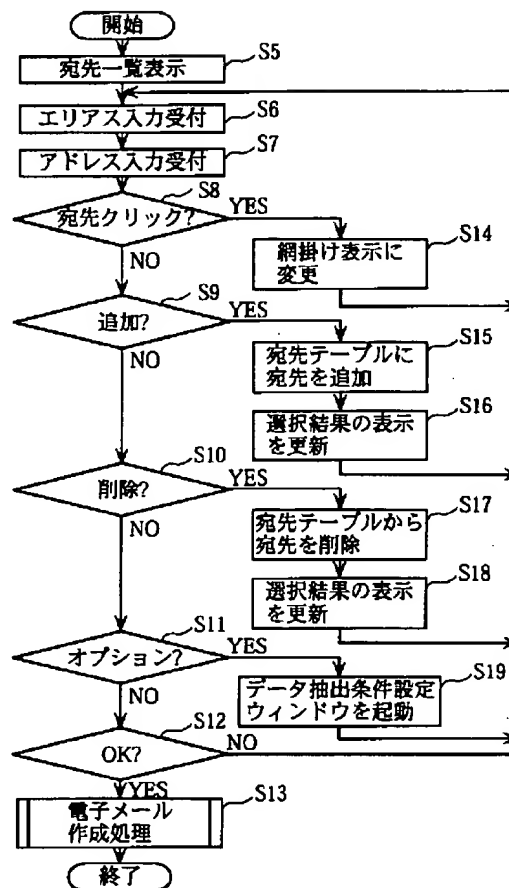 開始
宛先一覧表示
S5
エリアス入力受付
S6
アドレス入力受付
S7
宛先クリック?
S8
YES
NO
網掛け表示に
変更
S14
追加?
S9
YES
NO
宛先テーブルに
宛先を追加
S15
選択結果の表示
を更新
S16
削除?
S10
YES
NO
宛先テーブルから
宛先を削除
S17
選択結果の表示
を更新
S18
オプション?
S11
YES
NO
データ抽出条件設定
ウィンドウを起動
S19
OK?
S12
NO
YES
電子メール
作成処理
S13
終了